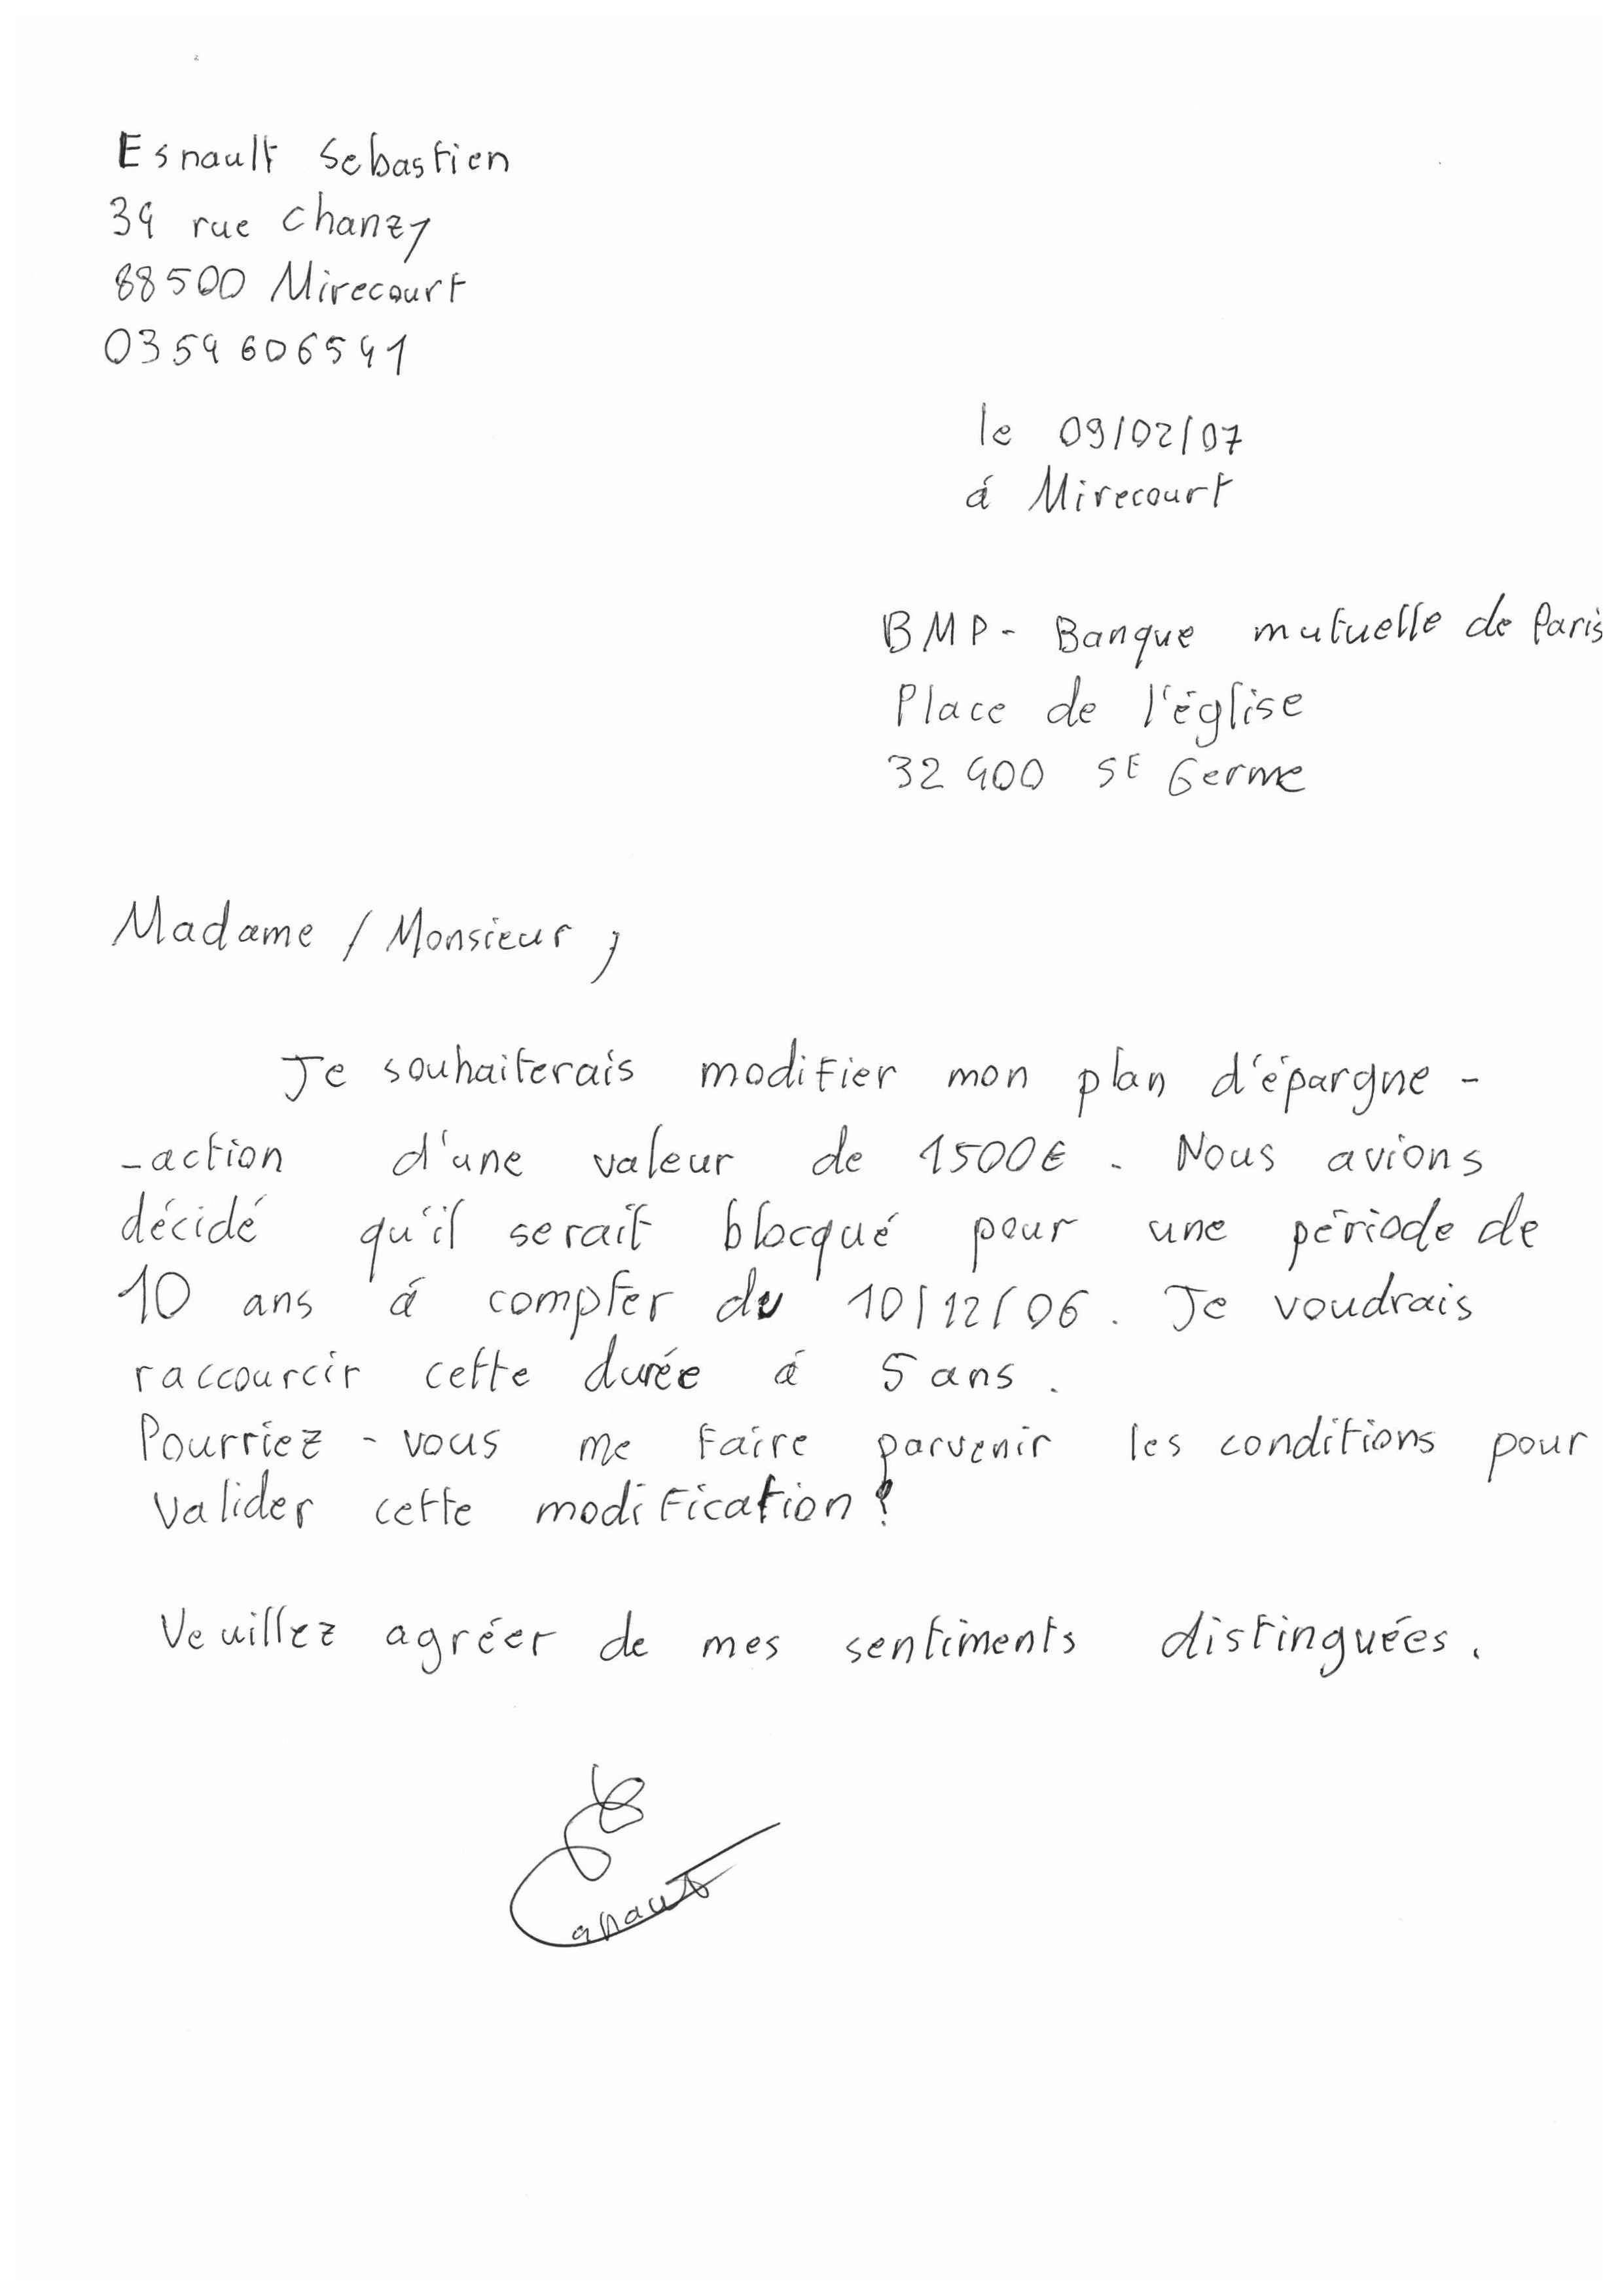 Esnault Sebastien
34 rue Chanzy
88500 Mirecourt
0354606541
le 09/02/07
á Mirecourt
BMP- Banque mutuelle de Paris
Place de l'église
32 400 St Germe
Madame / Monsieur,
Je souhaiterais modifier mon plan d'épargne -
-action d'une valeur de 1500€. Nous avions
décidé qu'il serait blocqué pour une période de
10 ans á compter du 10/12/06. Je voudrais
raccourcir cette durée á 5 ans.
Pourriez-vous me faire parvenir les conditions pour
valider cette modification?
Veuillez agréer de mes sentiments distinguées.